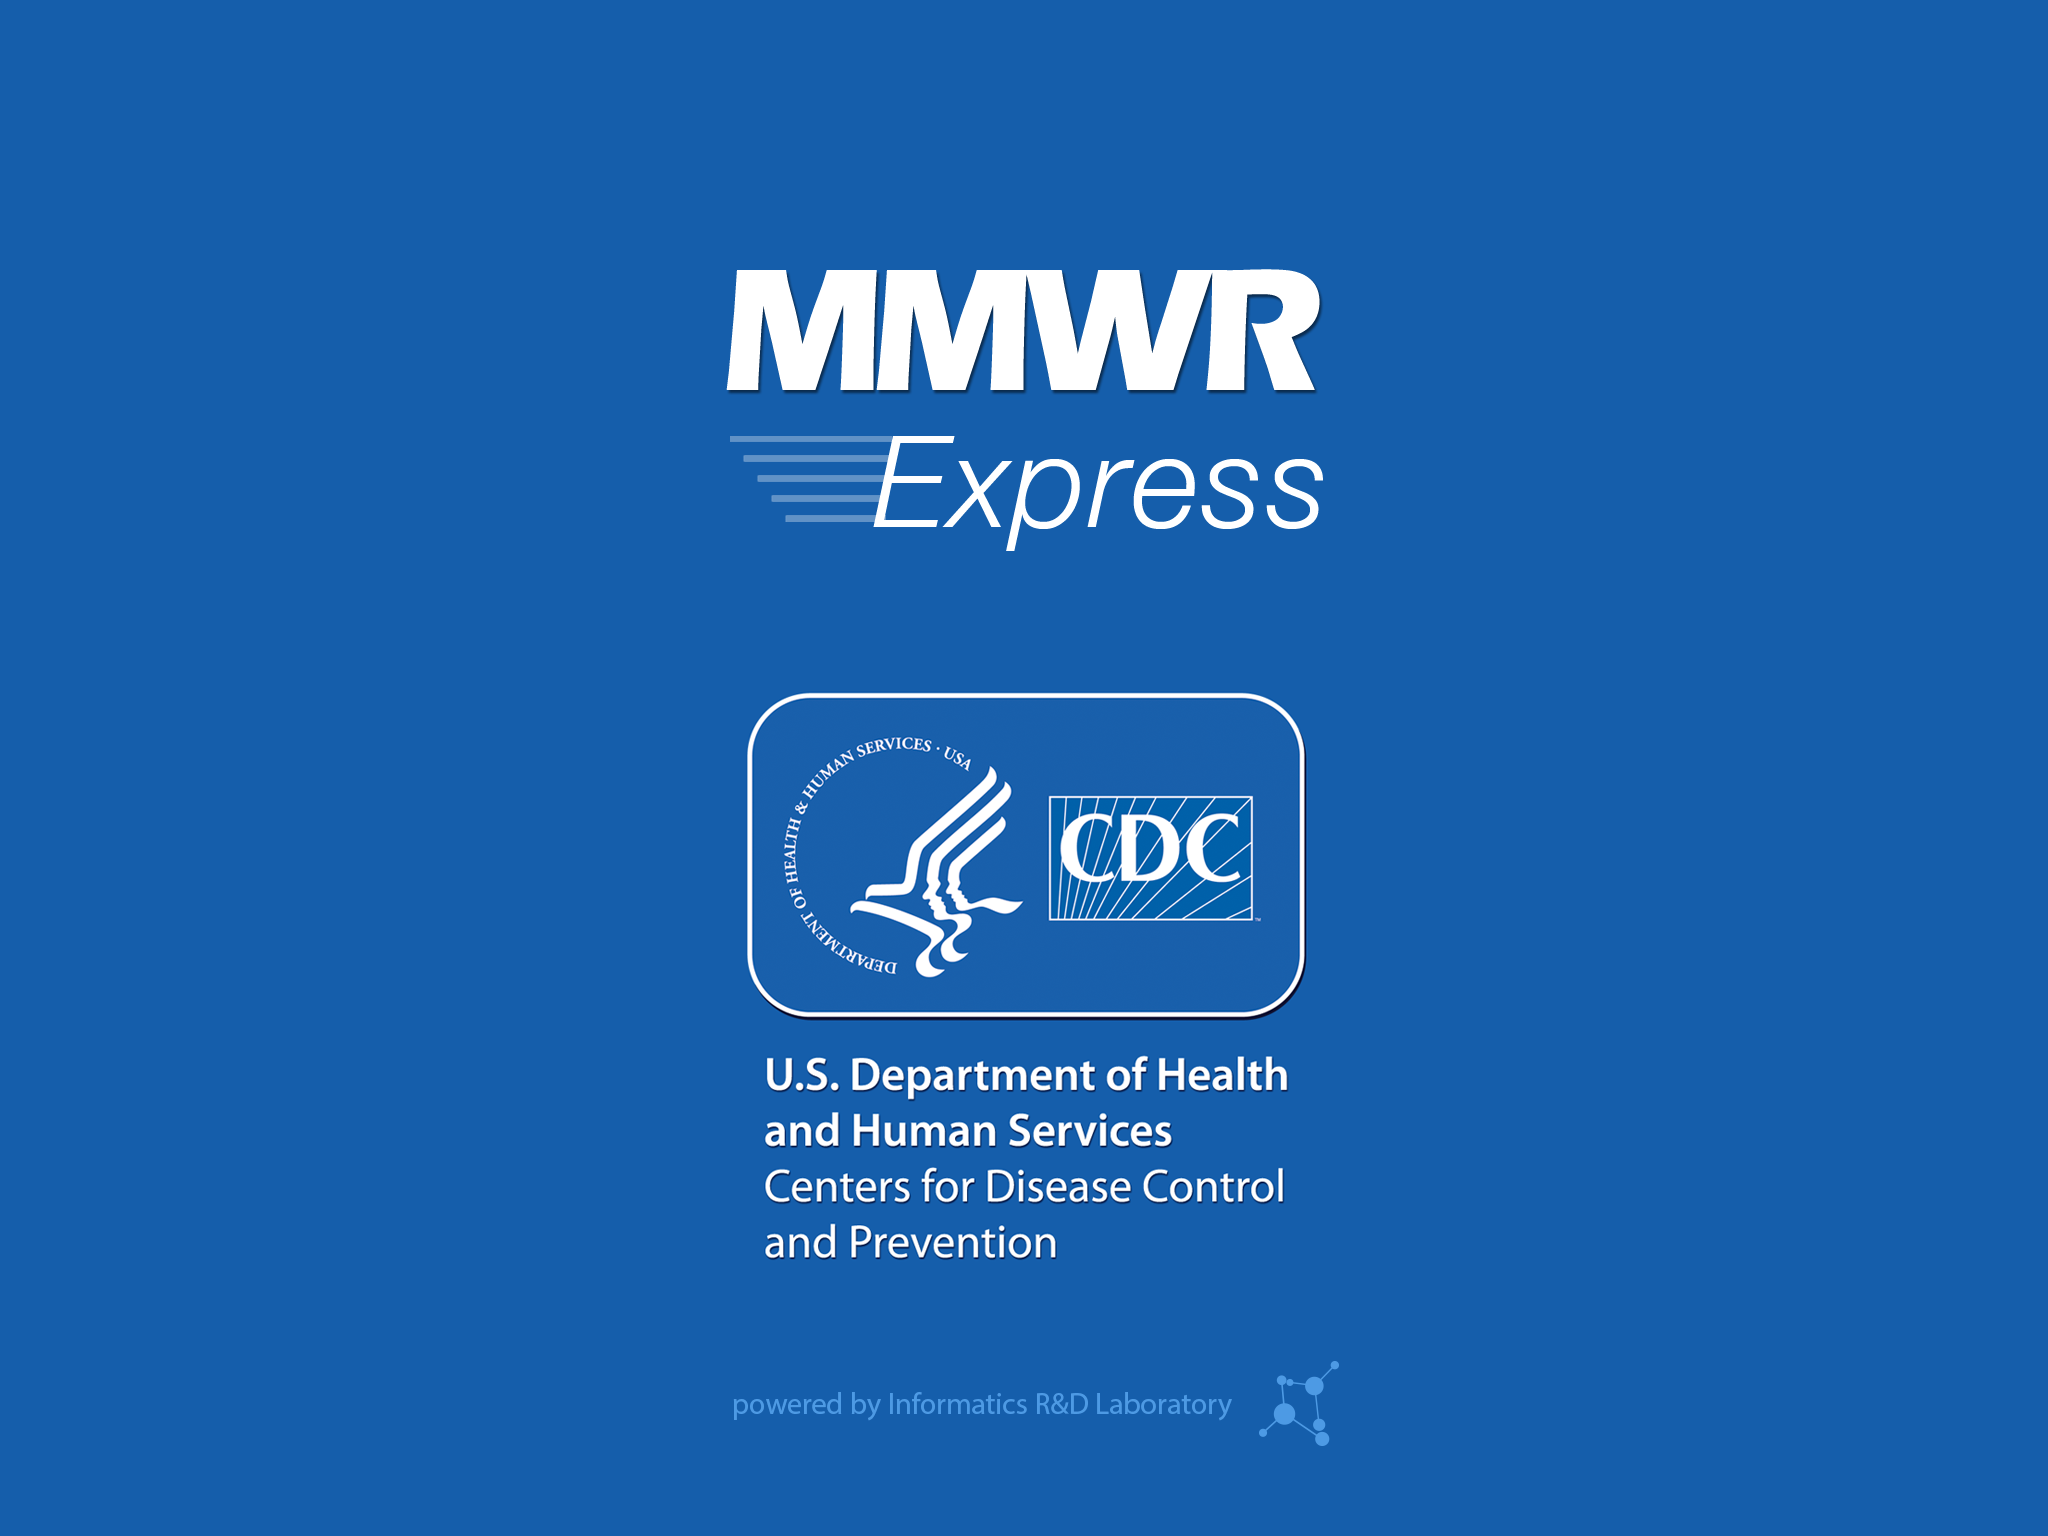 MMWR
Express
DEPARTMENT OF HEALTH & HUMAN SERVICES · USA
CDC
™
U.S. Department of Health
and Human Services
Centers for Disease Control
and Prevention
powered by Informatics R&D Laboratory